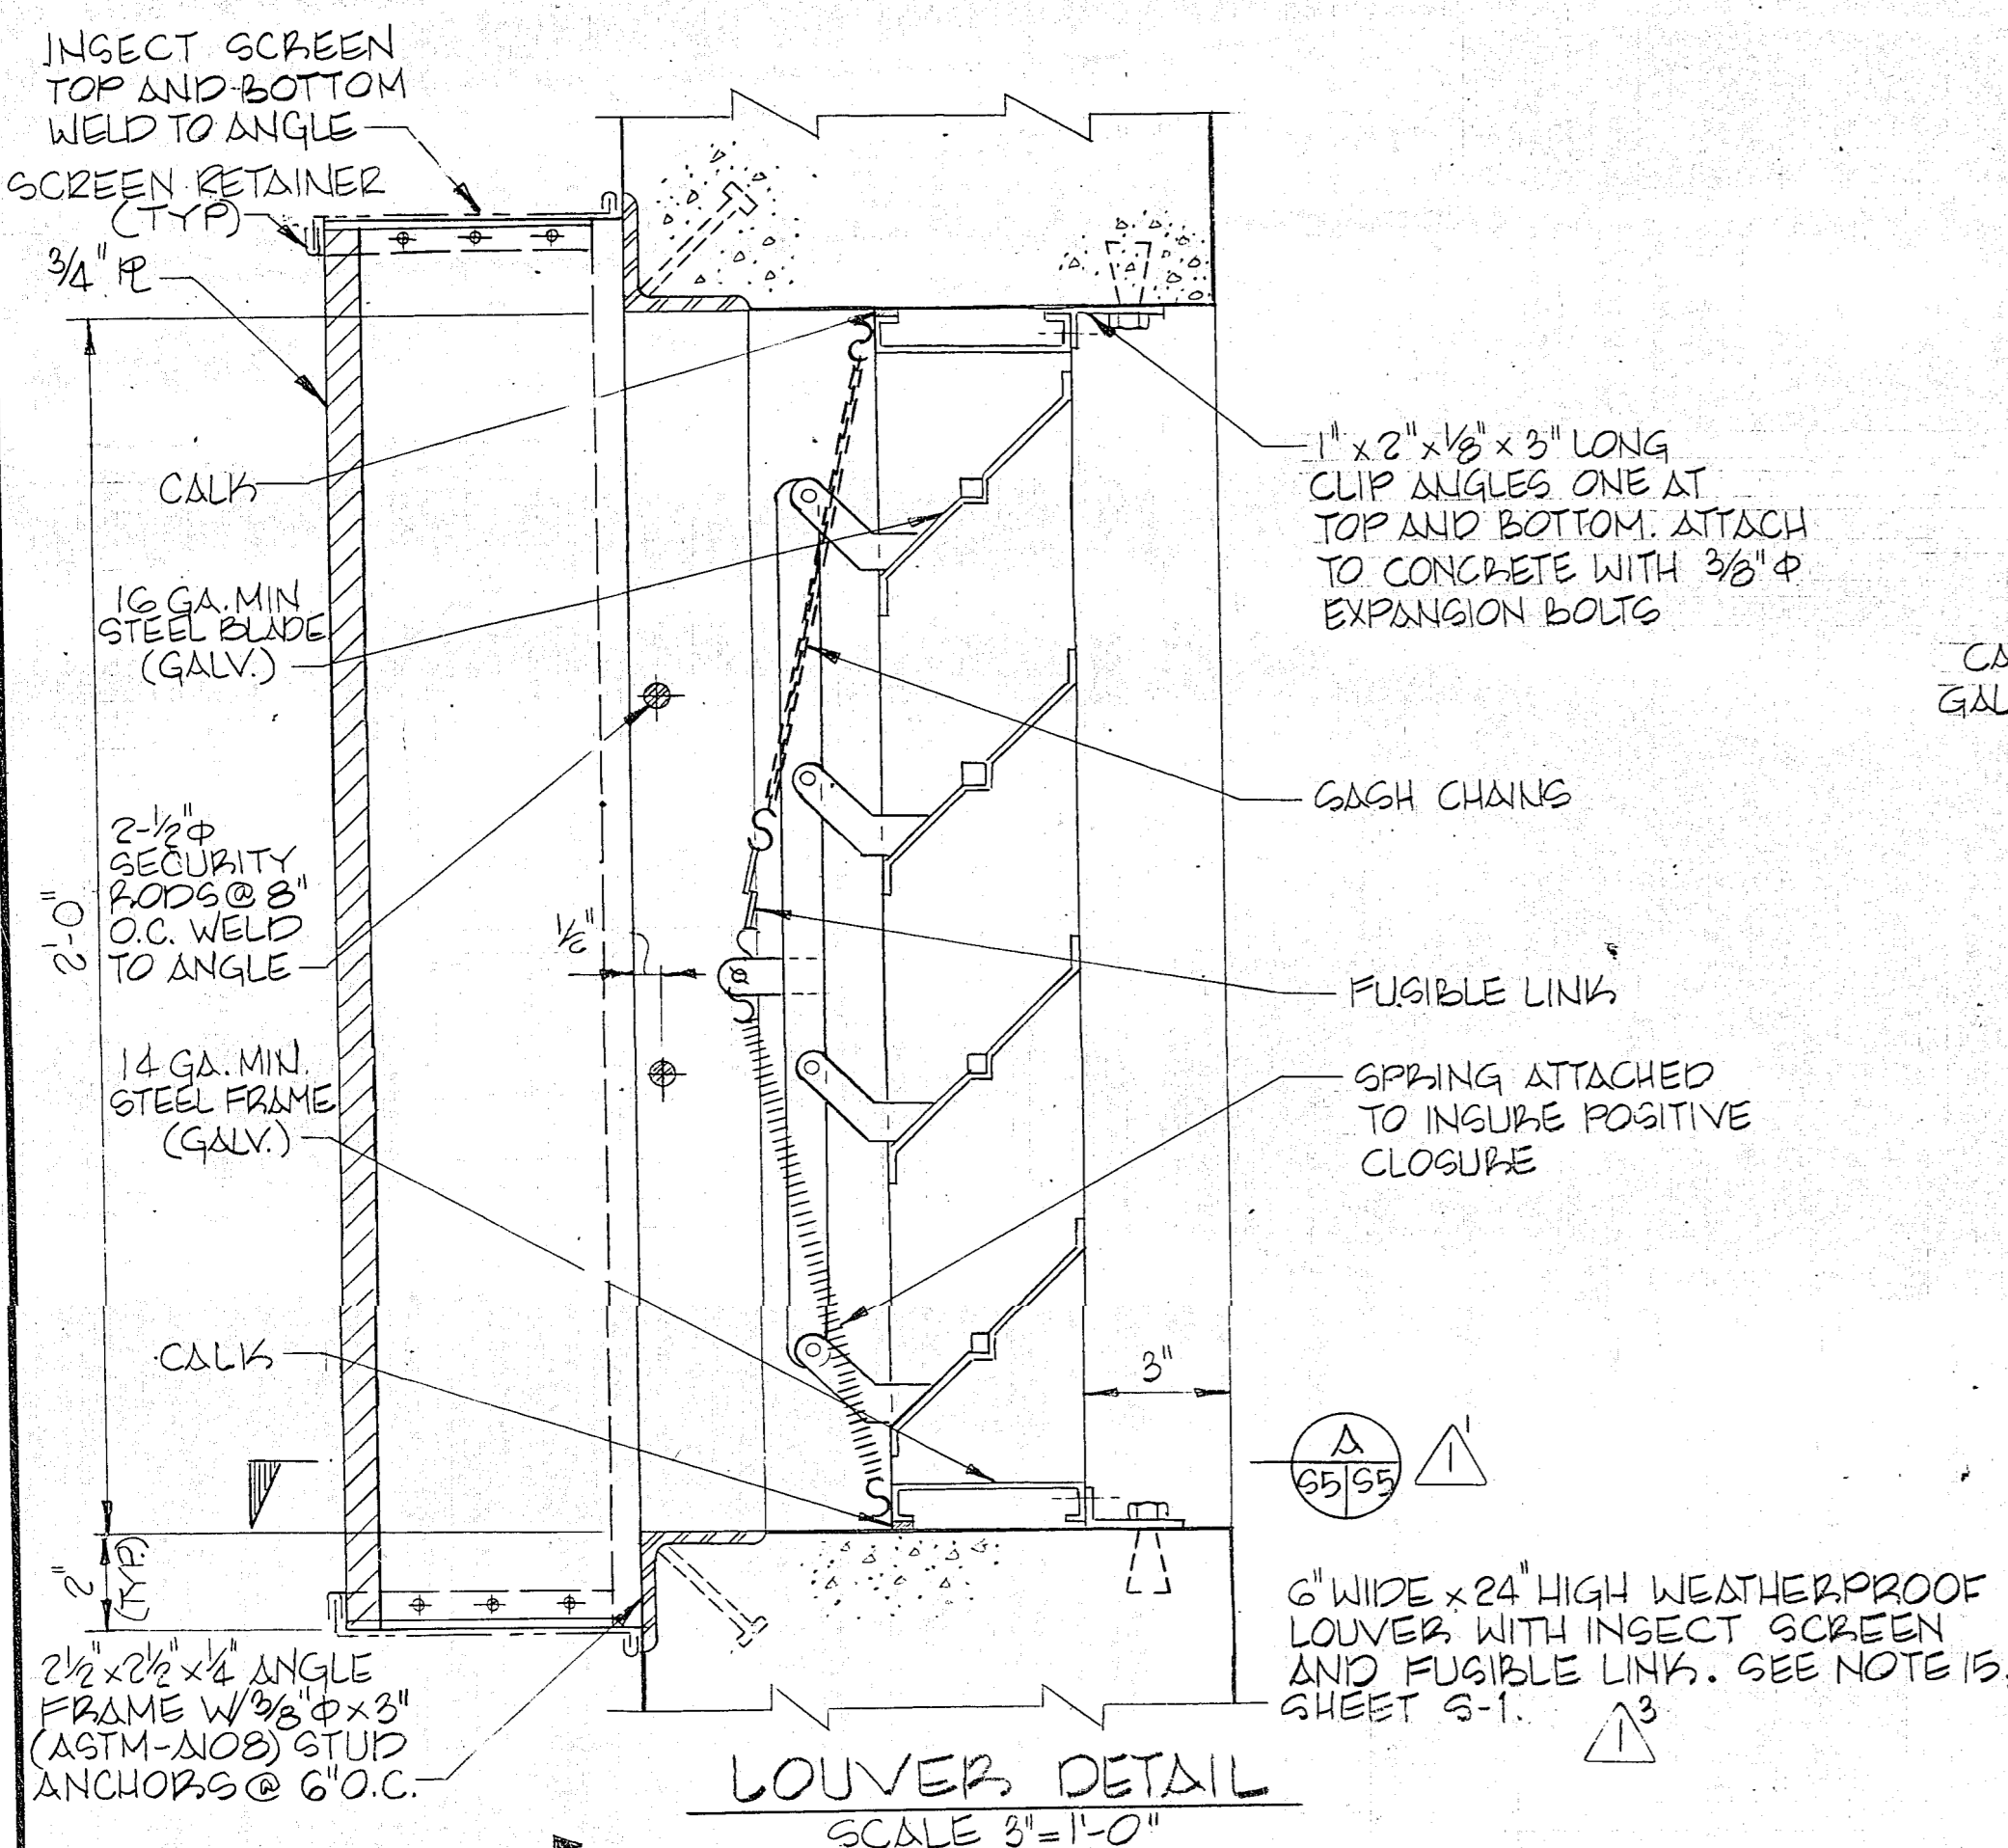 INSECT SCREEN
TOP AND BOTTOM
WELD TO ANGLE
SCREEN RETAINER
(TYP)
3/4" ⅊
CALK
16 GA. MIN
STEEL BLADE
(GALV.)
2-1/2"Φ
SECURITY
RODS @ 8"
O.C. WELD
TO ANGLE
2'-0"
1/2"
14 GA. MIN.
STEEL FRAME
(GALV.)
CALK
2"
(TYP)
2 1/2" x 2 1/2" x 1/4" ANGLE
FRAME W/ 3/8"Φ x 3"
(ASTM-A108) STUD
ANCHORS @ 6" O.C.
1" x 2" x 1/8" x 3" LONG
CLIP ANGLES ONE AT
TOP AND BOTTOM. ATTACH
TO CONCRETE WITH 3/8"Φ
EXPANSION BOLTS
CA
GAL
SASH CHAINS
FUSIBLE LINK
SPRING ATTACHED
TO INSURE POSITIVE
CLOSURE
3"
A
S5|S5
1
1
6" WIDE x 24" HIGH WEATHERPROOF
LOUVER WITH INSECT SCREEN
AND FUSIBLE LINK. SEE NOTE 15,
SHEET S-1.
1
3
LOUVER DETAIL
SCALE 3"=1'-0"